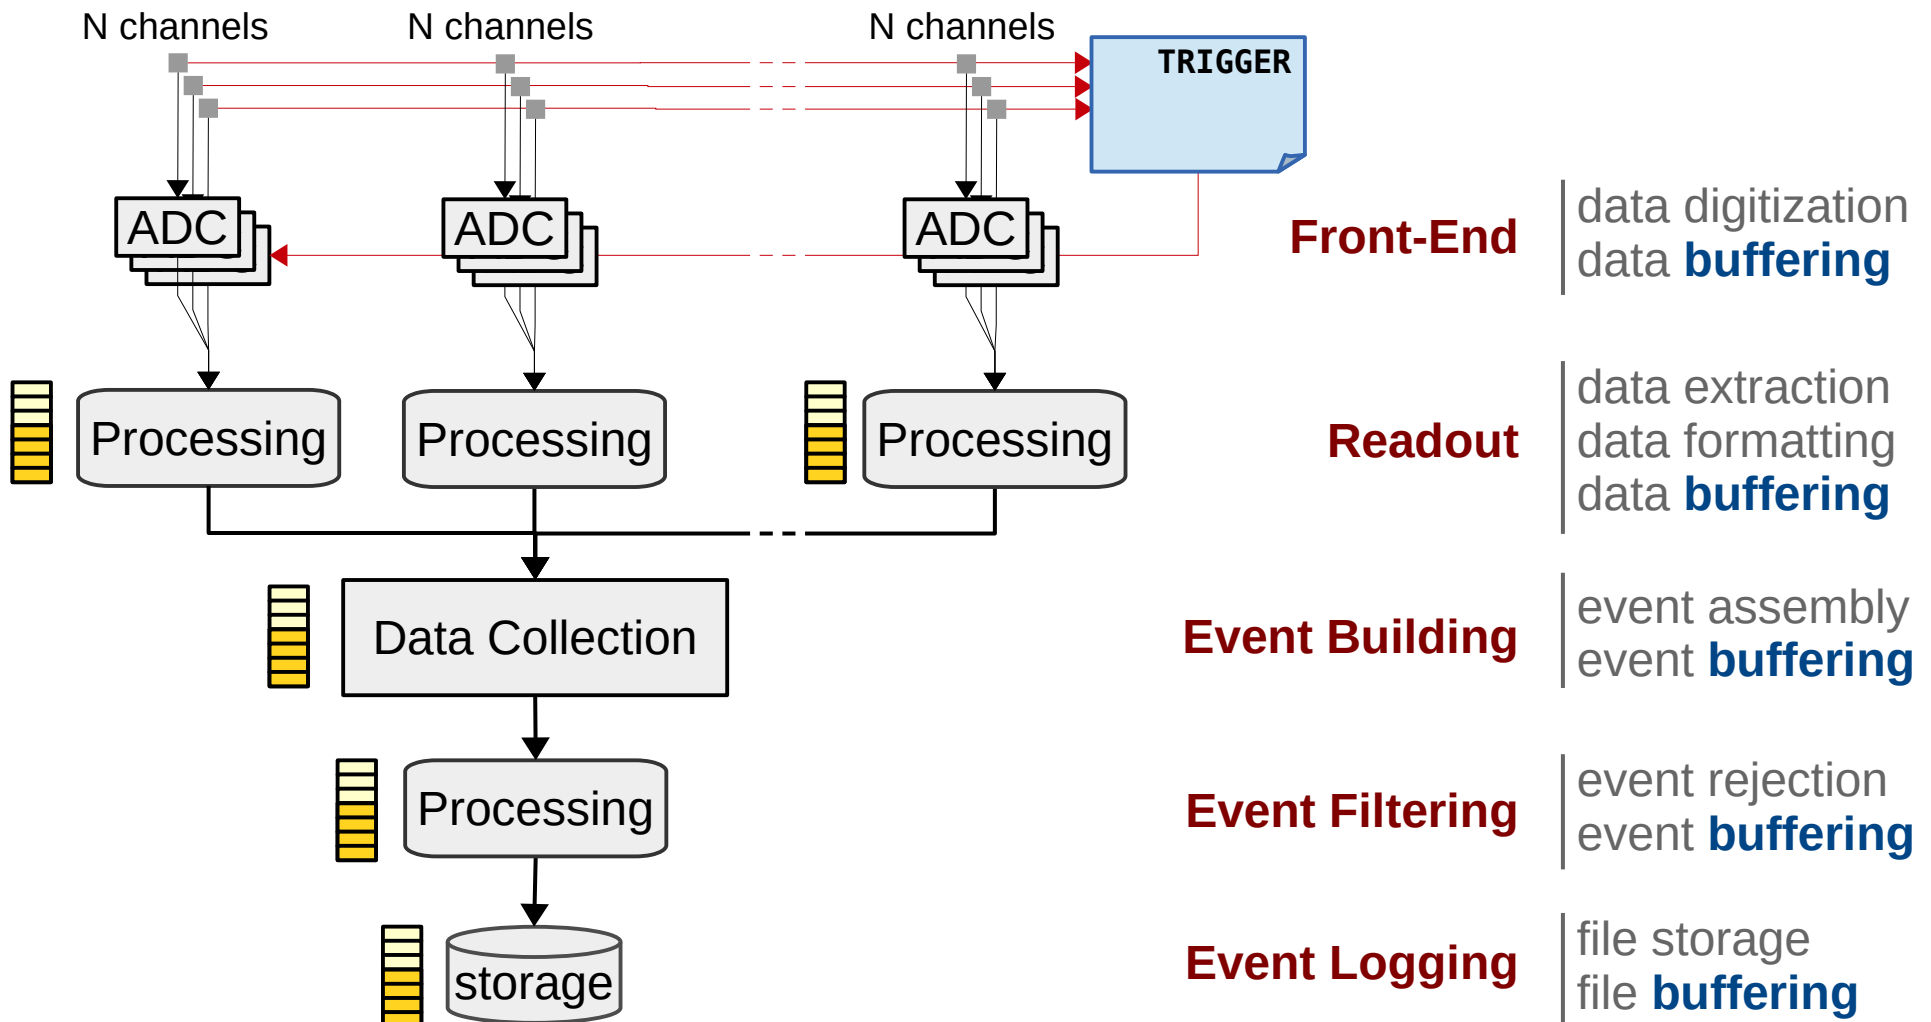 N channels
N channels
N channels
TRIGGER
ADC
ADC
ADC
Front-End
data digitization
data buffering
Processing
Processing
Processing
Readout
data extraction
data formatting
data buffering
Data Collection
Event Building
event assembly
event buffering
Processing
Event Filtering
event rejection
event buffering
storage
Event Logging
file storage
file buffering